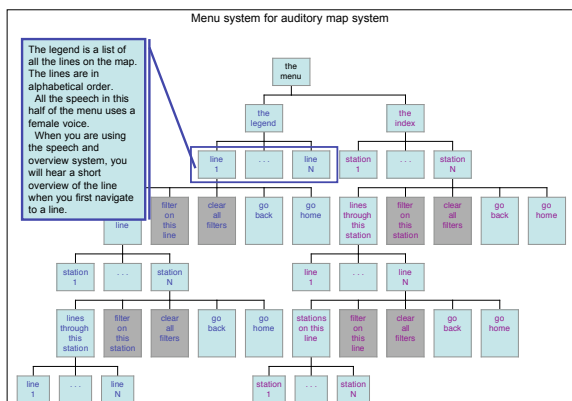 Menu system for auditory map system
The legend is a list of
all the lines on the map.
The lines are in
alphabetical order.
All the speech in this
half of the menu uses a
female voice.
When you are using
the speech and
overview system, you
will hear a short
overview of the line
when you first navigate
to a line.
the
menu
the
legend
the
index
line
1
. . .
line
N
station
1
. . .
station
N
line
filter
on
this
line
clear
all
filters
go
back
go
home
lines
through
this
station
filter
on
this
station
clear
all
filters
go
back
go
home
station
1
. . .
station
N
line
1
. . .
line
N
lines
through
this
station
filter
on
this
station
clear
all
filters
go
back
go
home
stations
on this
line
filter
on
this
line
clear
all
filters
go
back
go
home
line
1
. . .
line
N
station
1
. . .
station
N